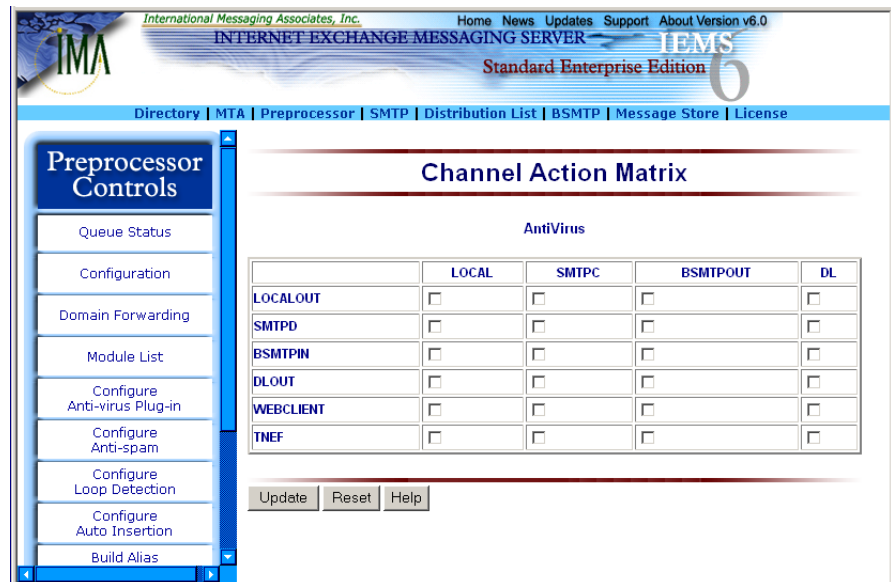 International Messaging Associates, Inc. Home News Updates Support About Version v6.0
INTERNET EXCHANGE MESSAGING SERVER
IMA
IEMS
Standard Enterprise Edition
6
Directory | MTA | Preprocessor | SMTP | Distribution List | BSMTP | Message Store | License
Preprocessor
Controls
Queue Status
Configuration
Domain Forwarding
Module List
Configure
Anti-virus Plug-in
Configure
Anti-spam
Configure
Loop Detection
Configure
Auto Insertion
Build Alias
Channel Action Matrix
AntiVirus
LOCAL SMTPC BSMTPOUT DL
LOCALOUT
SMTPD
BSMTPIN
DLOUT
WEBCLIENT
TNEF
Update Reset Help